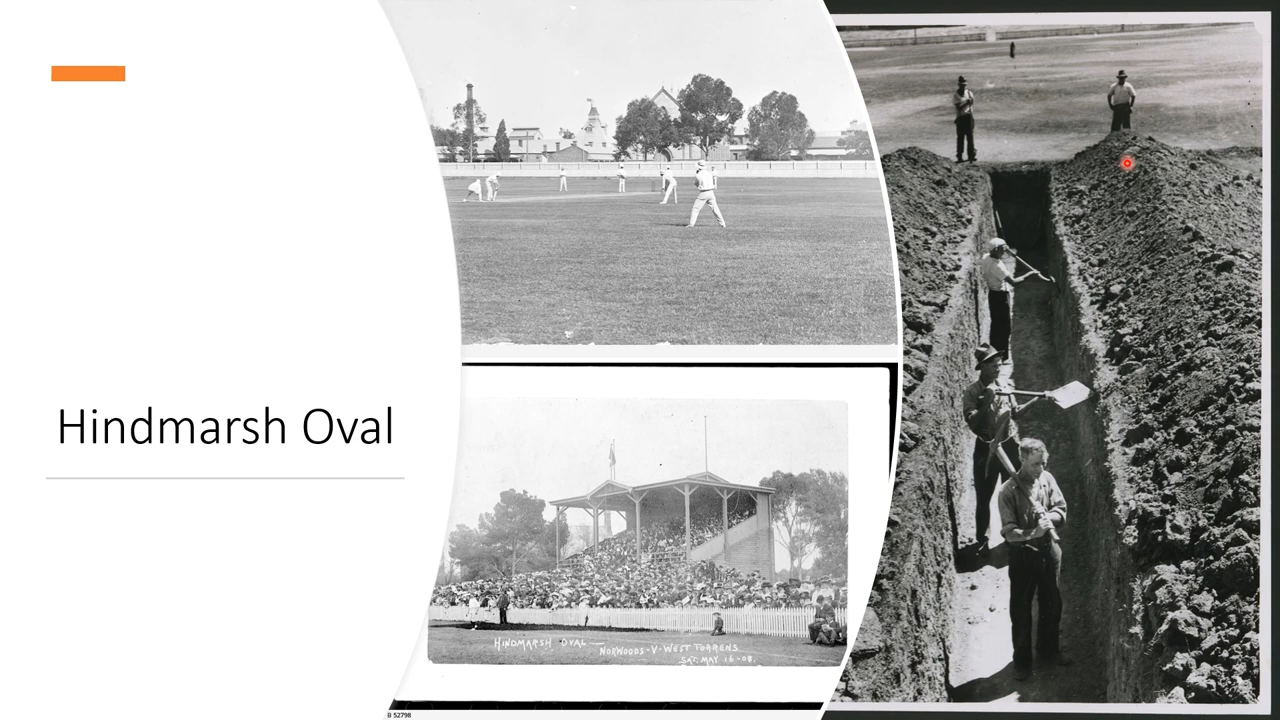 Hindmarsh Oval
HINDMARSH OVAL —
NORWOODS-V-WEST TORRENS
SAT. MAY 16-08.
B 52798